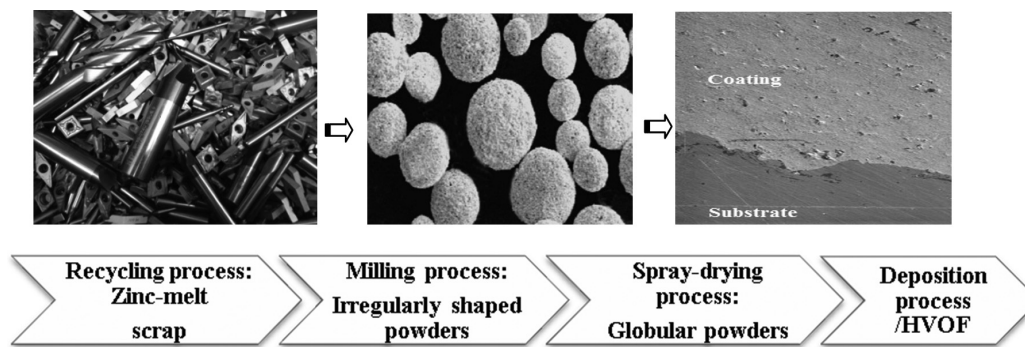 Coating
Substrate
Recycling process:
Zinc-melt
scrap
Milling process:
Irregularly shaped
powders
Spray-drying
process:
Globular powders
Deposition
process
/HVOF